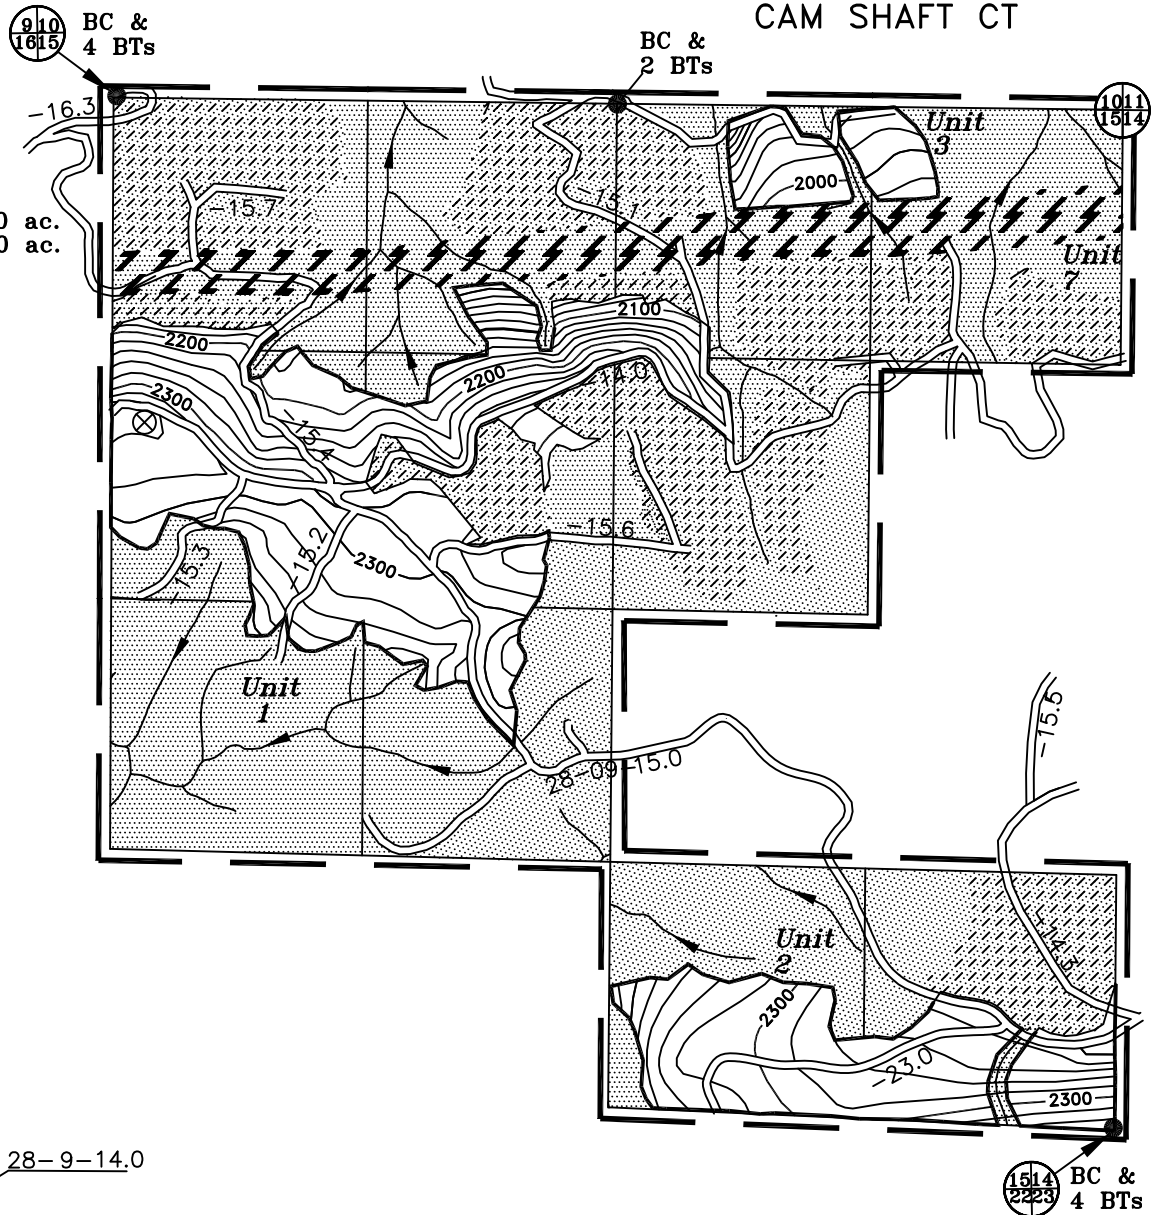 CAM SHAFT CT
9 10
16 15
BC &
4 BTs
BC &
2 BTs
10 11
15 14
-16.3
Unit
3
-15.7
-15.1
2000
0 ac.
0 ac.
Unit
7
2100
2200
2200
-14.0
2300
-15.4
-15.6
-15.2
-15.3
2300
Unit
1
-15.5
28-09-15.0
Unit
2
-14.3
2300
-23.0
2300
28-9-14.0
15 14
22 23
BC &
4 BTs